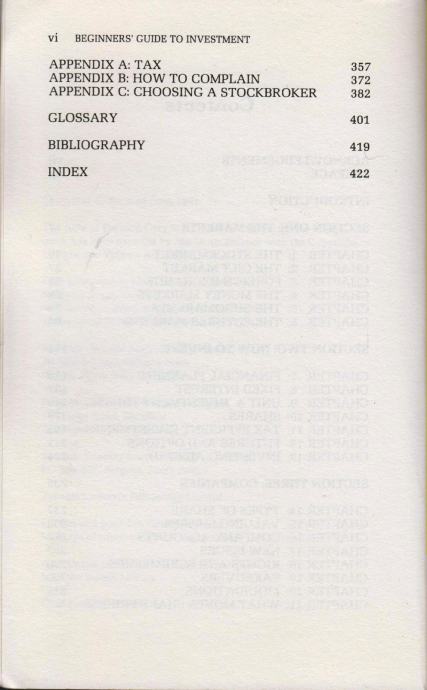 vi BEGINNERS' GUIDE TO INVESTMENT
APPENDIX A: TAX 357
APPENDIX B: HOW TO COMPLAIN 372
APPENDIX C: CHOOSING A STOCKBROKER 382
GLOSSARY 401
BIBLIOGRAPHY 419
INDEX 422